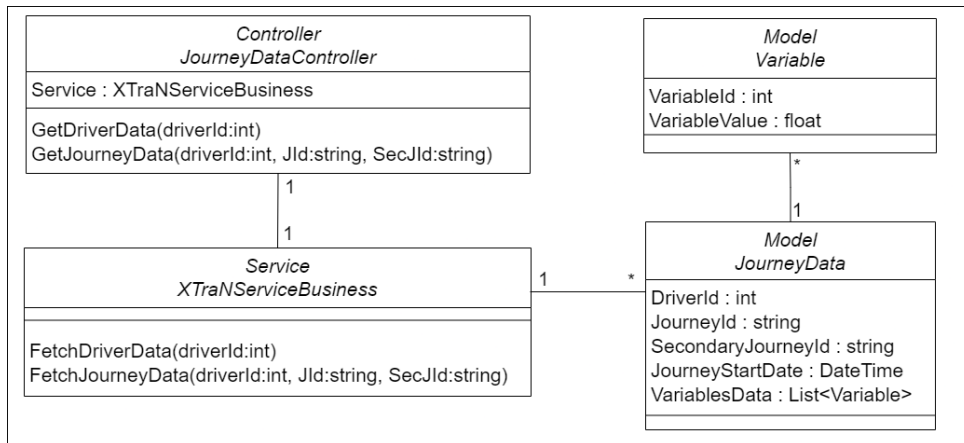 Controller
JourneyDataController
Service : XTraNServiceBusiness
GetDriverData(driverId:int)
GetJourneyData(driverId:int, JId:string, SecJId:string)
1
1
Service
XTraNServiceBusiness
FetchDriverData(driverId:int)
FetchJourneyData(driverId:int, JId:string, SecJId:string)
1
*
Model
Variable
VariableId : int
VariableValue : float
*
1
Model
JourneyData
DriverId : int
JourneyId : string
SecondaryJourneyId : string
JourneyStartDate : DateTime
VariablesData : List<Variable>